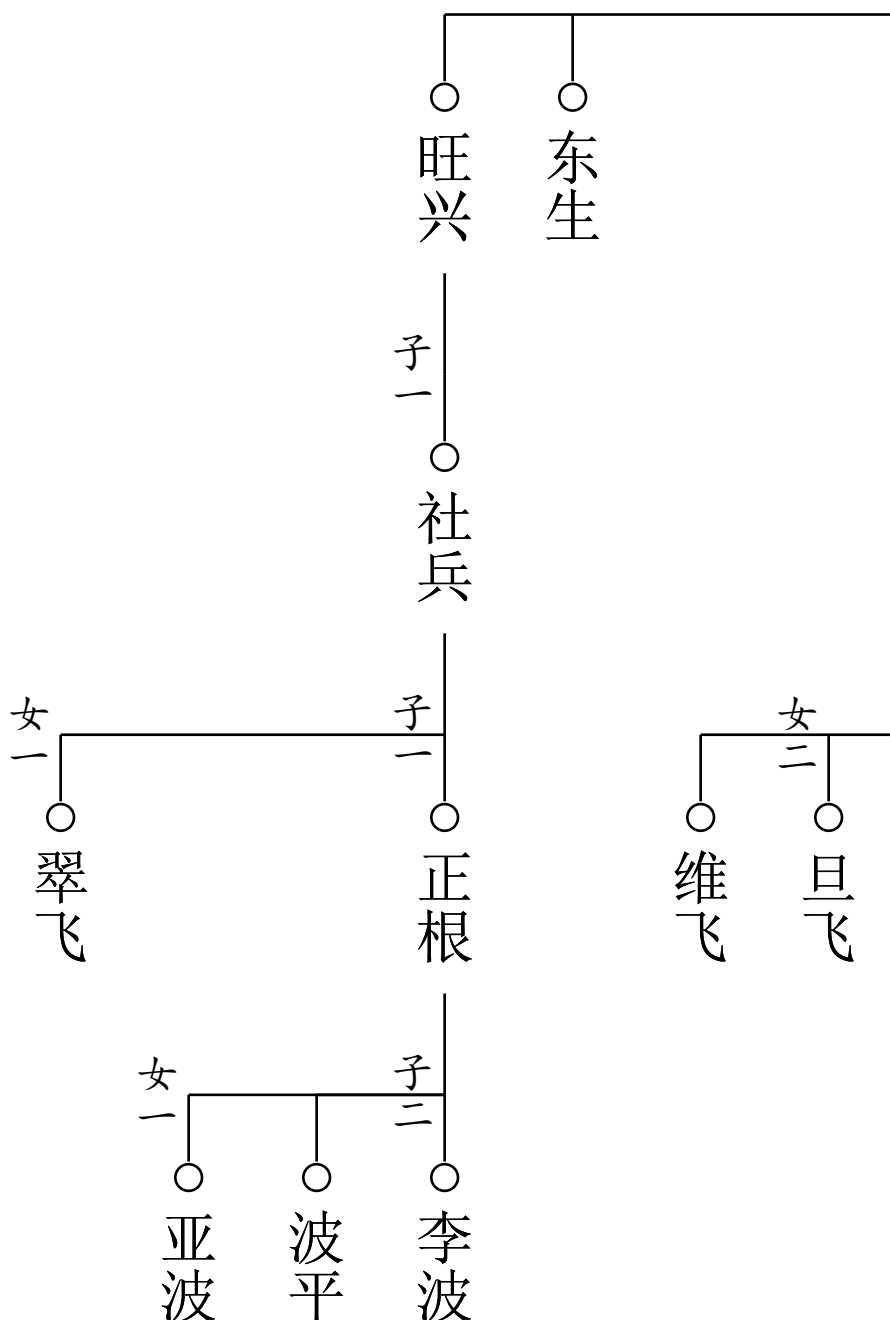 旺兴
东生
子一
社兵
女一
子一
女二
翠飞
正根
维飞
旦飞
女一
子二
亚波
波平
李波